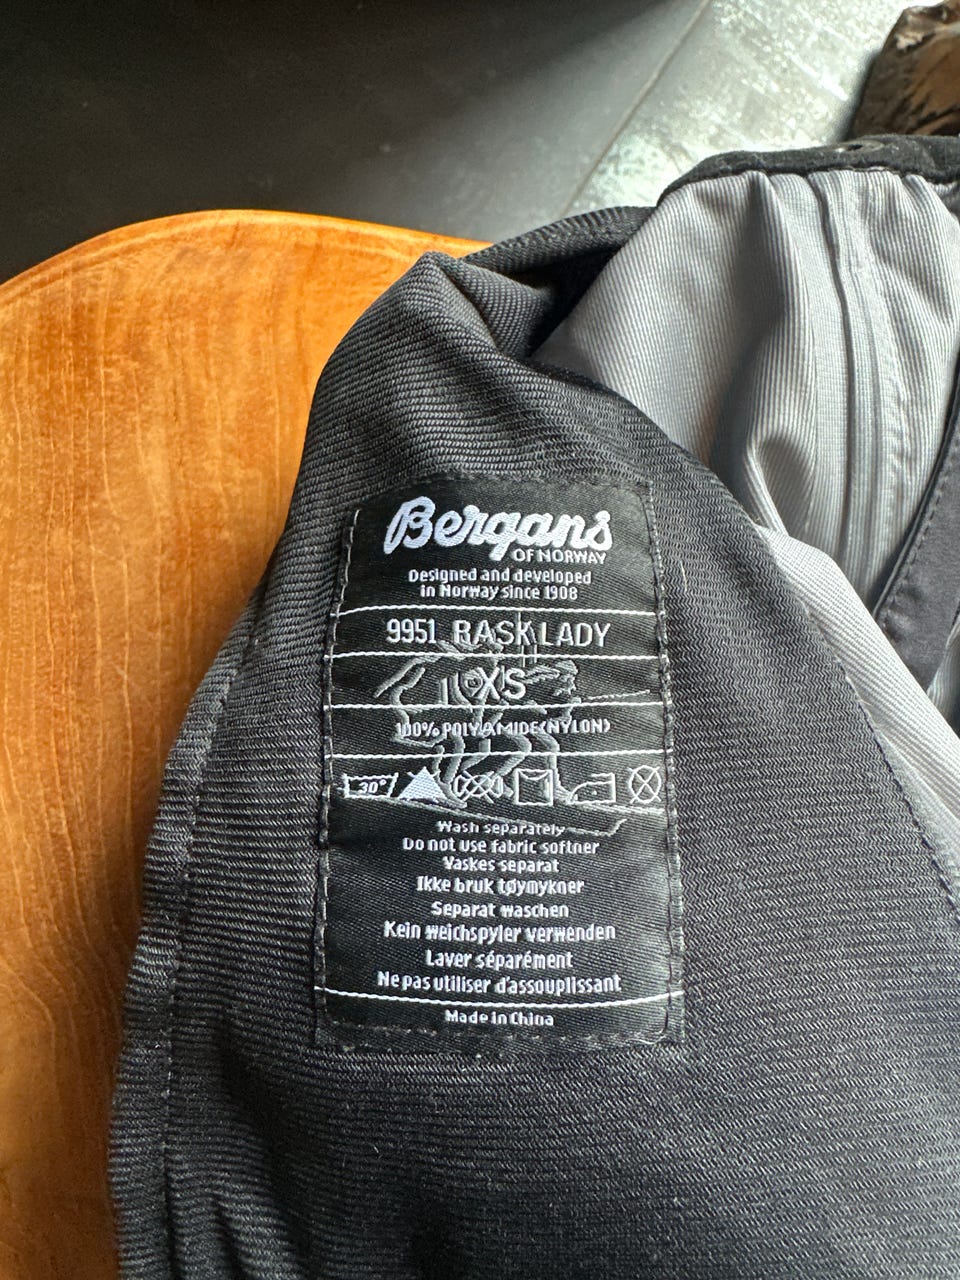 Bergans
OF NORWAY
Designed and developed
in Norway since 1908
9951 RASK LADY
XS
100% POLYAMIDE(NYLON)
30°
Wash separately
Do not use fabric softner
Vaskes separat
Ikke bruk tøymykner
Separat waschen
Kein weichspyler verwenden
Laver séparément
Ne pas utiliser d'assouplissant
Made in China